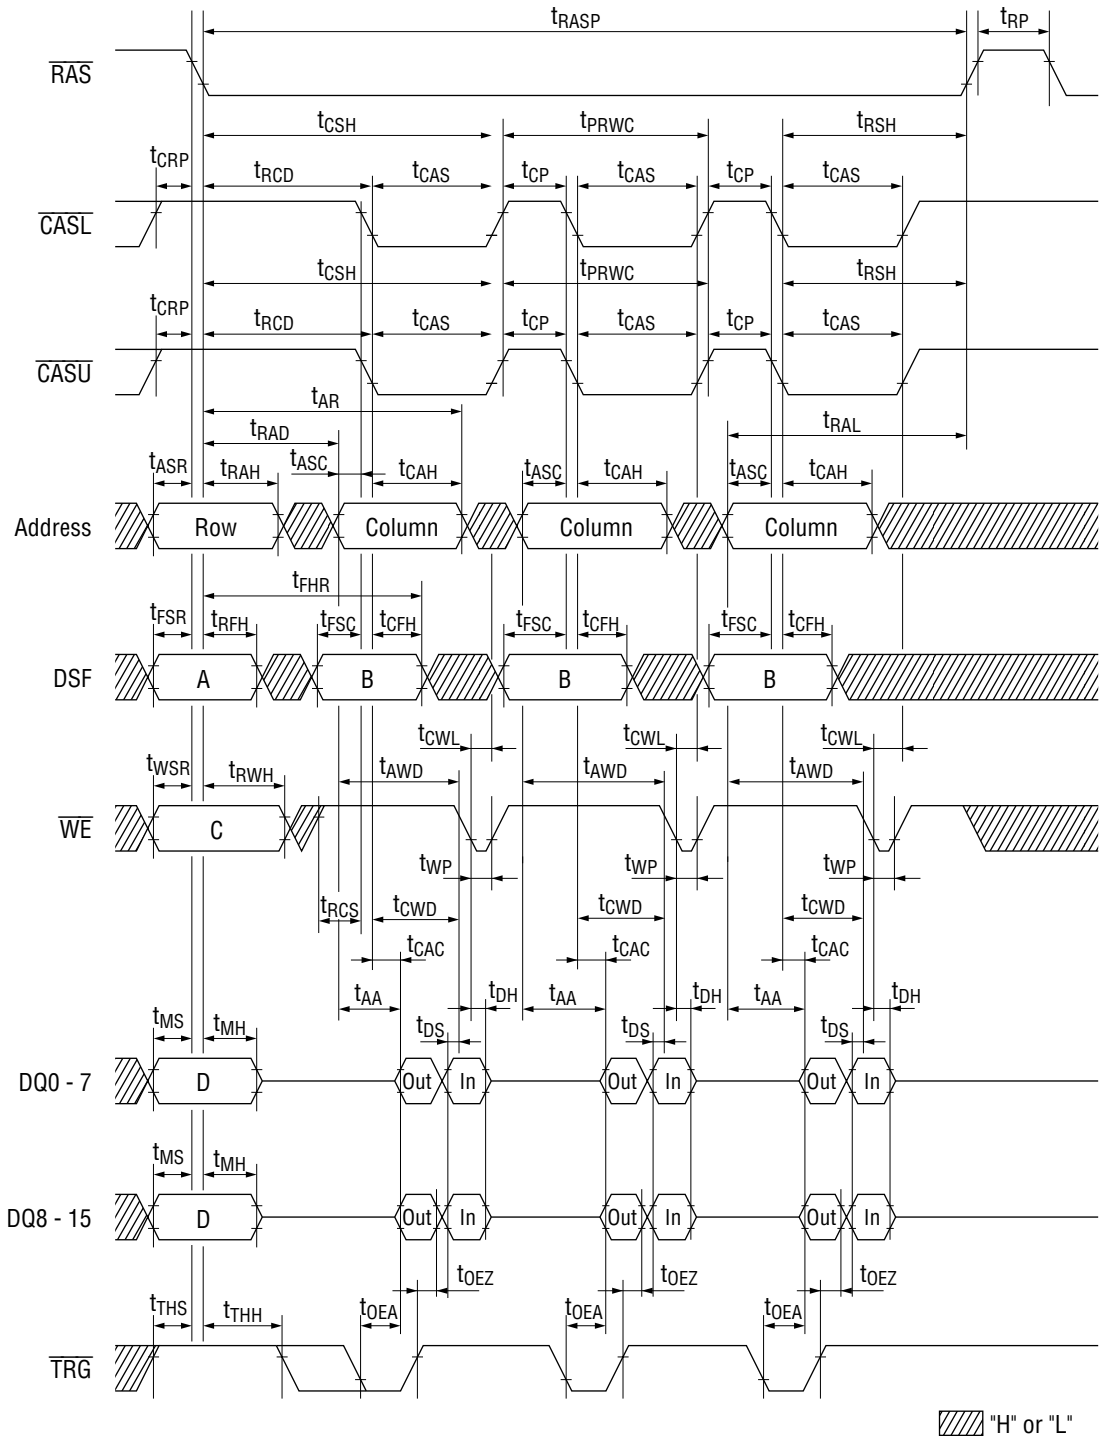 tRASP tRP
RAS
tCSH tPRWC tRSH
tCRP tRCD tCAS tCP tCAS tCP tCAS
CASL
tCSH tPRWC tRSH
tCRP tRCD tCAS tCP tCAS tCP tCAS
CASU
tAR
tRAD tRAL
tASR tRAH tASC tCAH tASC tCAH tASC tCAH
Address Row Column Column Column
tFHR
tFSR tRFH tFSC tCFH tFSC tCFH tFSC tCFH
DSF A B B B
tCWL tCWL tCWL
tWSR tRWH tAWD tAWD tAWD
WE C
tWP tWP tWP
tRCS tCWD tCWD tCWD
tCAC tCAC tCAC
tAA tDH tAA tDH tAA tDH
tMS tMH tDS tDS tDS
DQ0 - 7 D Out In Out In Out In
tMS tMH
DQ8 - 15 D Out In Out In Out In
tOEZ tOEZ tOEZ
tTHS tTHH tOEA tOEA tOEA
TRG
"H" or "L"